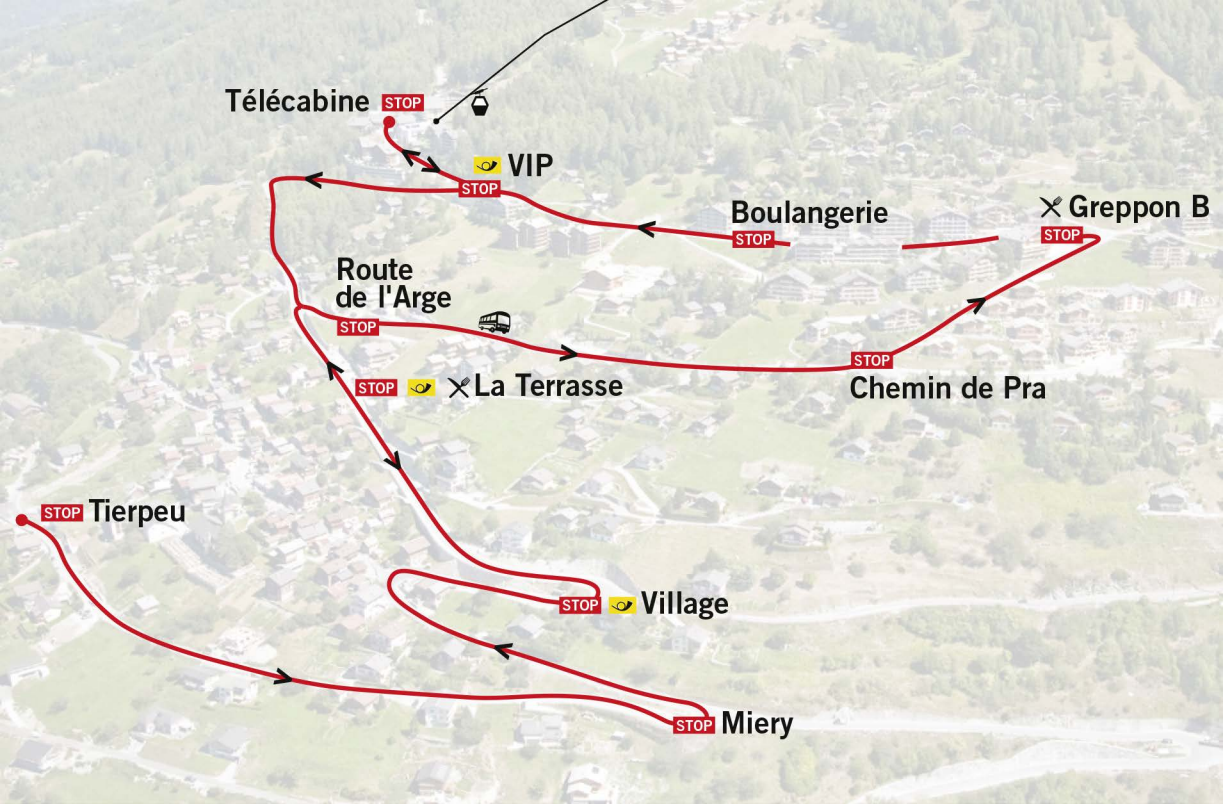 Télécabine STOP
VIP
STOP
Boulangerie
STOP
Greppon B
STOP
Route
de l'Arge
STOP
STOP
Chemin de Pra
STOP La Terrasse
STOP Tierpeu
STOP Village
STOP Miery